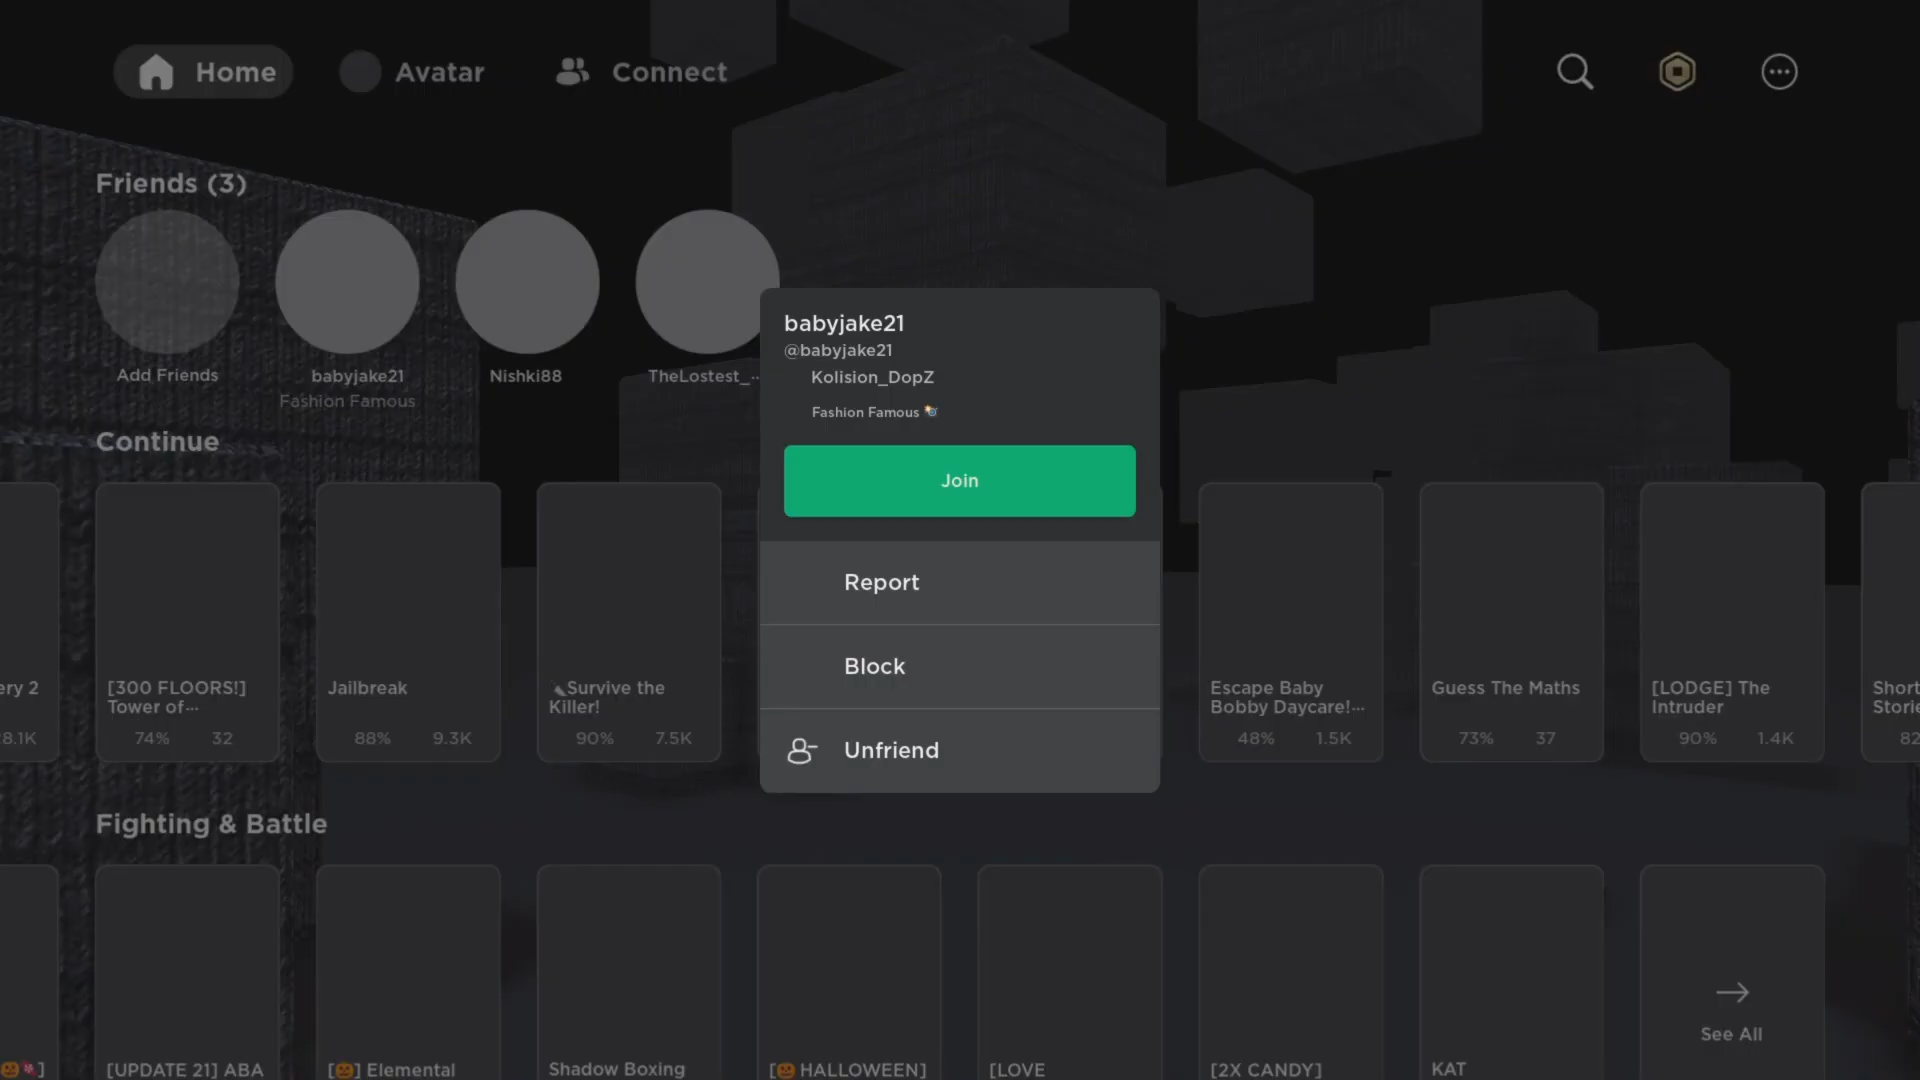 Home
Avatar
Connect
Friends (3)
Add Friends
babyjake21
Fashion Famous
Nishki88
TheLostest_...
babyjake21
@babyjake21
Kolision_DopZ
Fashion Famous
Join
Report
Block
Unfriend
Continue
ery 2
8.1K
[300 FLOORS!]
Tower of...
74% 32
Jailbreak
88% 9.3K
🔪Survive the
Killer!
90% 7.5K
Escape Baby
Bobby Daycare!...
48% 1.5K
Guess The Maths
73% 37
[LODGE] The
Intruder
90% 1.4K
Short
Storie
82
Fighting & Battle
🎃🍬]
[UPDATE 21] ABA
[🎃] Elemental
Shadow Boxing
[🎃 HALLOWEEN]
[LOVE
[2X CANDY]
KAT
See All